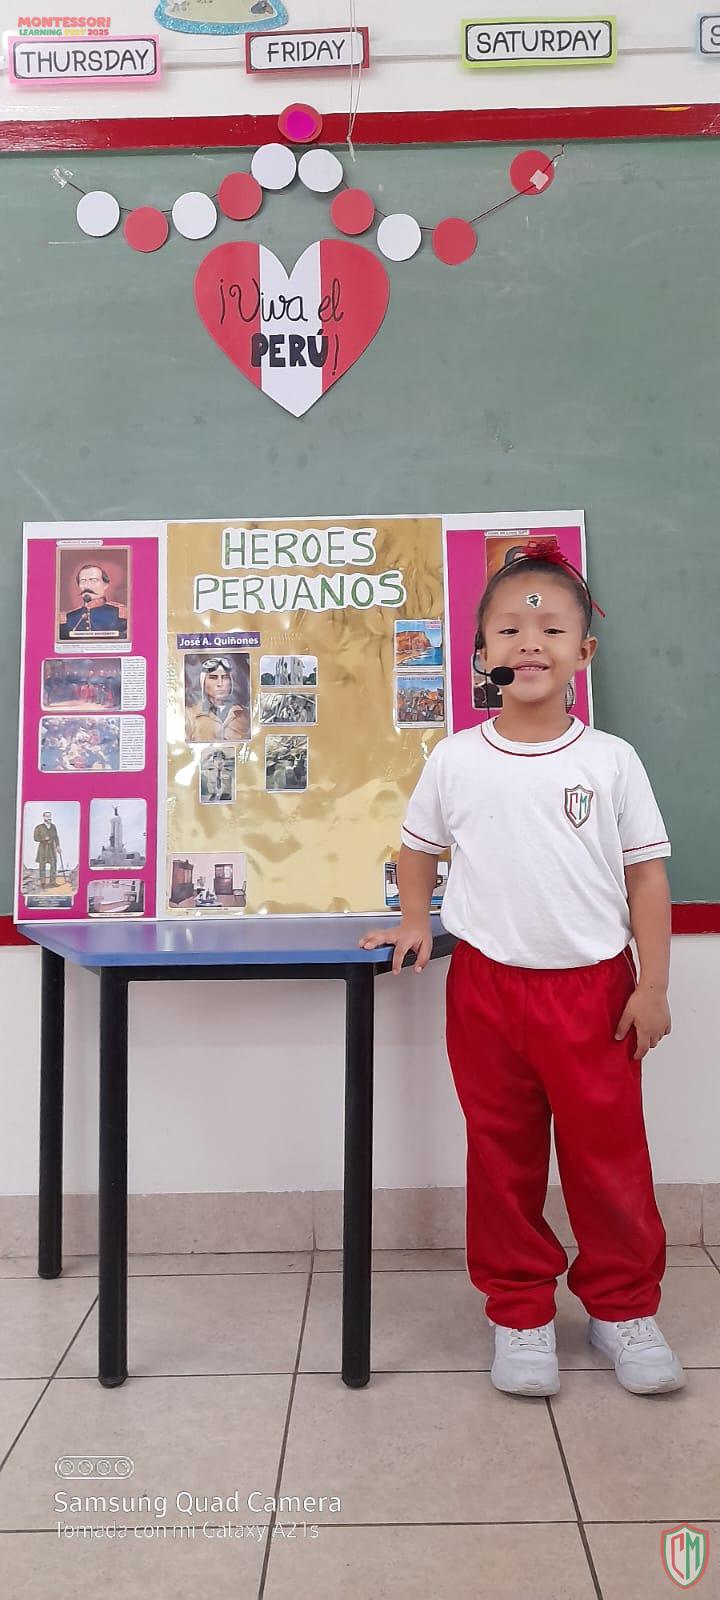 MONTESSORI
LEARNING FEST 2025
THURSDAY
FRIDAY
SATURDAY
S
¡Viva el
PERÚ!
HEROES
PERUANOS
José A. Quiñones
CM
Samsung Quad Camera
Tomada con mi Galaxy A21s
CM